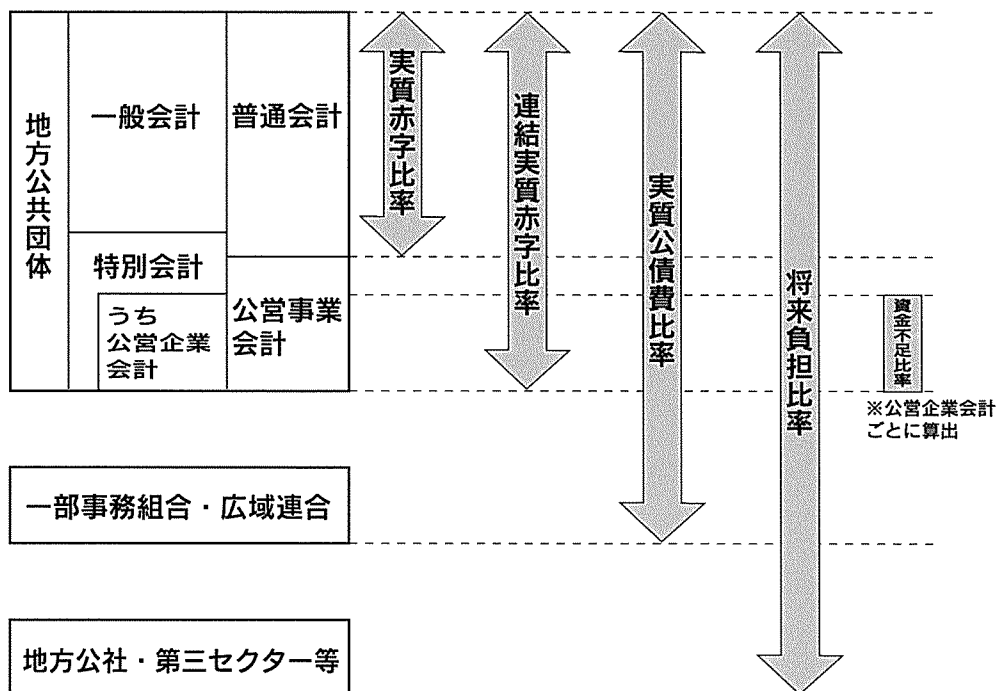 地方公共団体
一般会計
普通会計
特別会計
うち
公営企業
会計
公営事業
会計
実質赤字比率
連結実質赤字比率
実質公債費比率
将来負担比率
資金不足比率
※公営企業会計
ごとに算出
一部事務組合・広域連合
地方公社・第三セクター等